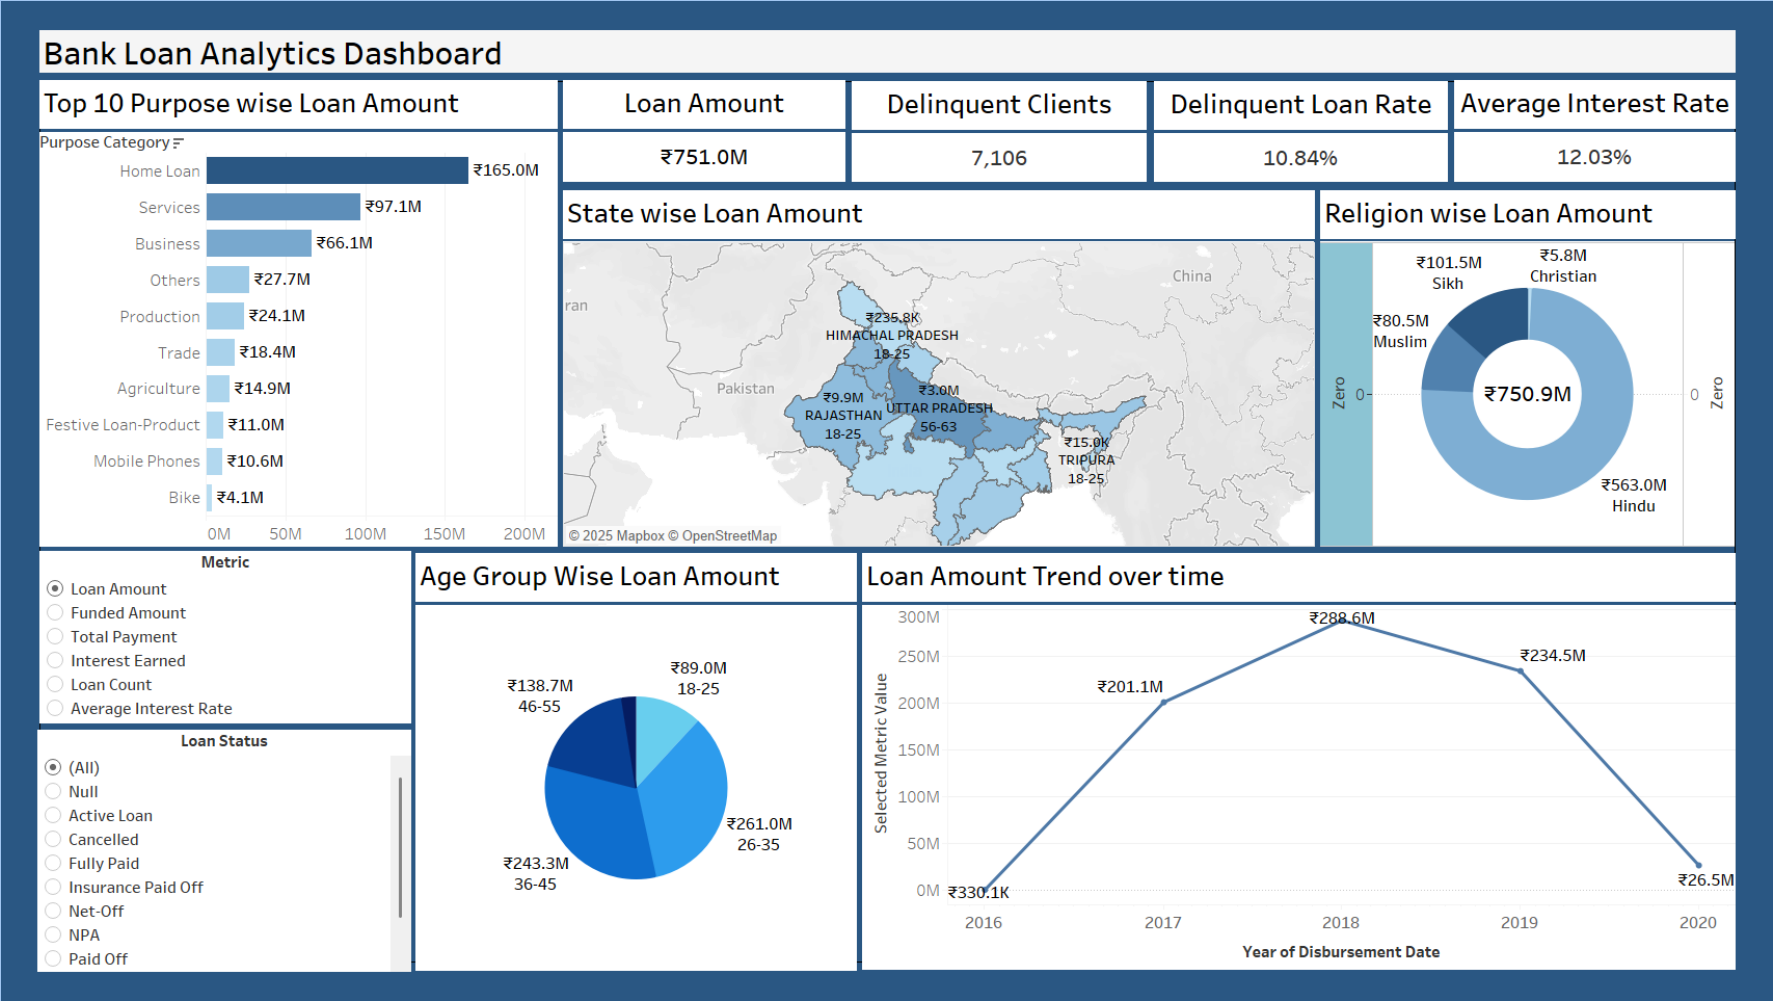 Bank Loan Analytics Dashboard
Top 10 Purpose wise Loan Amount
Purpose Category
Home Loan ₹165.0M
Services ₹97.1M
Business ₹66.1M
Others ₹27.7M
Production ₹24.1M
Trade ₹18.4M
Agriculture ₹14.9M
Festive Loan-Product ₹11.0M
Mobile Phones ₹10.6M
Bike ₹4.1M
0M 50M 100M 150M 200M
Loan Amount
₹751.0M
Delinquent Clients
7,106
Delinquent Loan Rate
10.84%
Average Interest Rate
12.03%
State wise Loan Amount
ran
China
Pakistan
₹235.8K
HIMACHAL PRADESH
18-25
₹9.9M
RAJASTHAN
18-25
₹3.0M
UTTAR PRADESH
56-63
₹15.0K
TRIPURA
18-25
© 2025 Mapbox © OpenStreetMap
Religion wise Loan Amount
Zero
0
₹101.5M
Sikh
₹5.8M
Christian
₹80.5M
Muslim
₹750.9M
₹563.0M
Hindu
0
Zero
Metric
Loan Amount
Funded Amount
Total Payment
Interest Earned
Loan Count
Average Interest Rate
Loan Status
(All)
Null
Active Loan
Cancelled
Fully Paid
Insurance Paid Off
Net-Off
NPA
Paid Off
Age Group Wise Loan Amount
₹89.0M
18-25
₹138.7M
46-55
₹261.0M
26-35
₹243.3M
36-45
Loan Amount Trend over time
Selected Metric Value
300M
250M
200M
150M
100M
50M
0M
₹330.1K
₹201.1M
₹288.6M
₹234.5M
₹26.5M
2016 2017 2018 2019 2020
Year of Disbursement Date